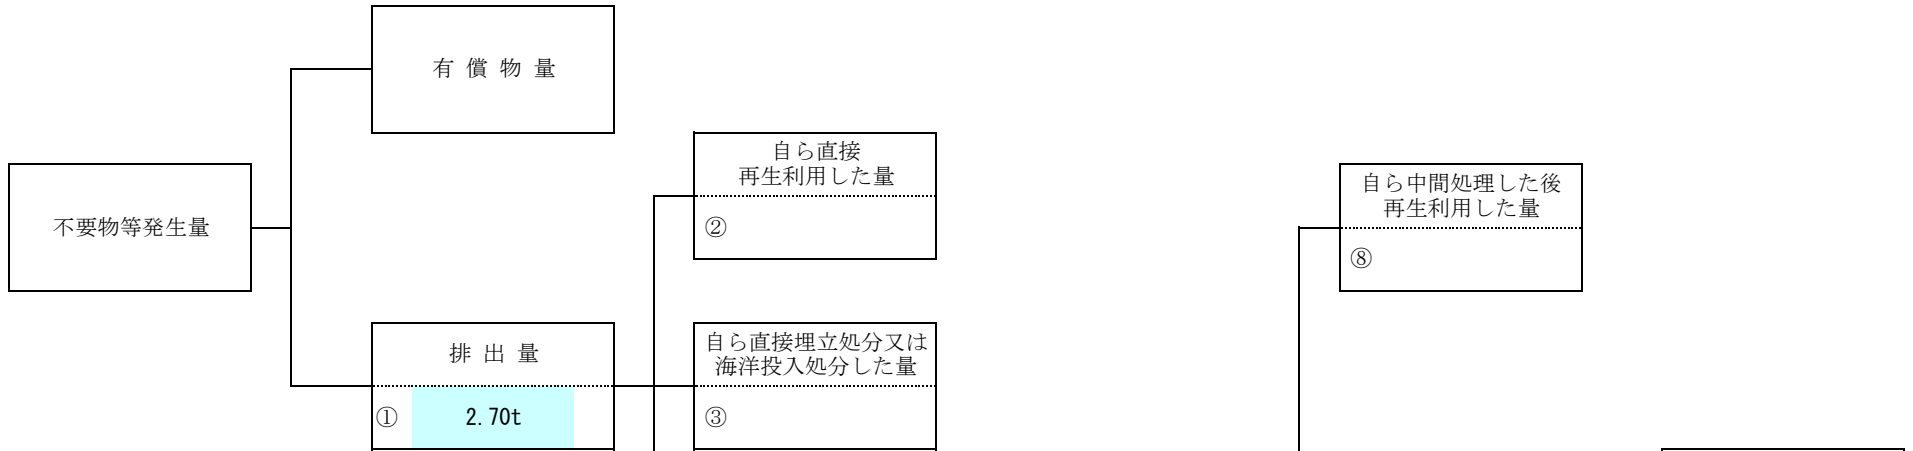 有 償 物 量
自ら直接
再生利用した量
②
自ら中間処理した後
再生利用した量
⑧
不要物等発生量
排 出 量
① 2.70t
自ら直接埋立処分又は
海洋投入処分した量
③